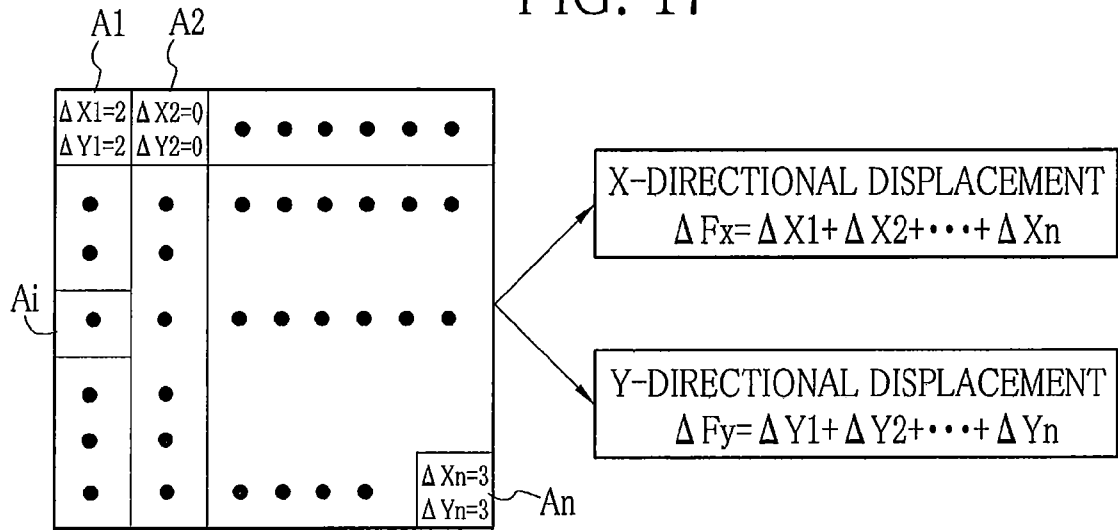 FIG. 17
A1 A2
ΔX1=2 ΔX2=0
ΔY1=2 ΔY2=0
X-DIRECTIONAL DISPLACEMENT
ΔFx=ΔX1+ΔX2+···+ΔXn
Ai
Y-DIRECTIONAL DISPLACEMENT
ΔFy=ΔY1+ΔY2+···+ΔYn
ΔXn=3
ΔYn=3
An